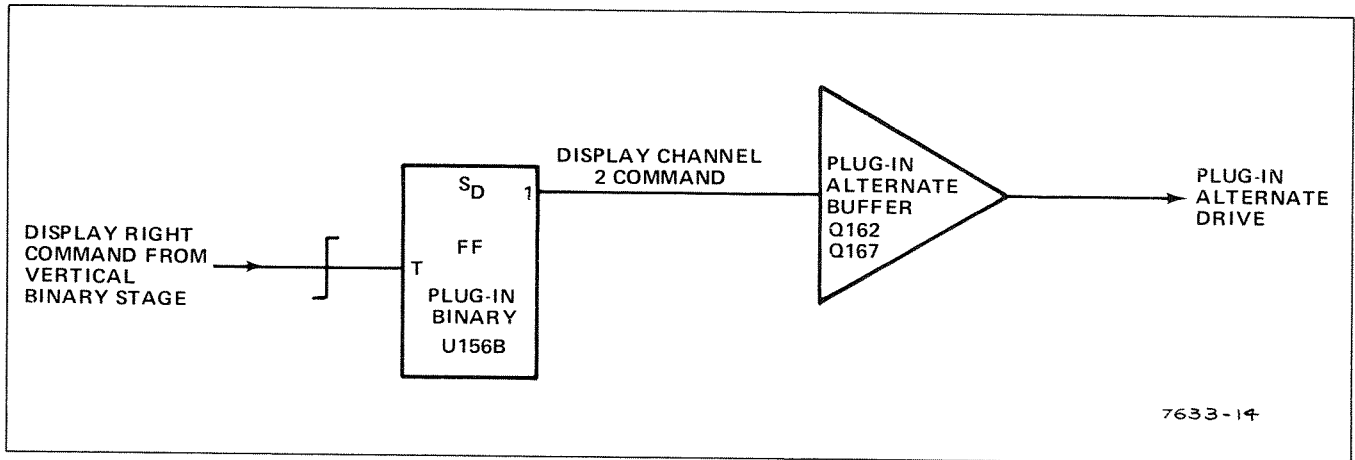 DISPLAY RIGHT
COMMAND FROM
VERTICAL
BINARY STAGE
T
SD
1
FF
PLUG-IN
BINARY
U156B
DISPLAY CHANNEL
2 COMMAND
PLUG-IN
ALTERNATE
BUFFER
Q162
Q167
PLUG-IN
ALTERNATE
DRIVE
7633-14